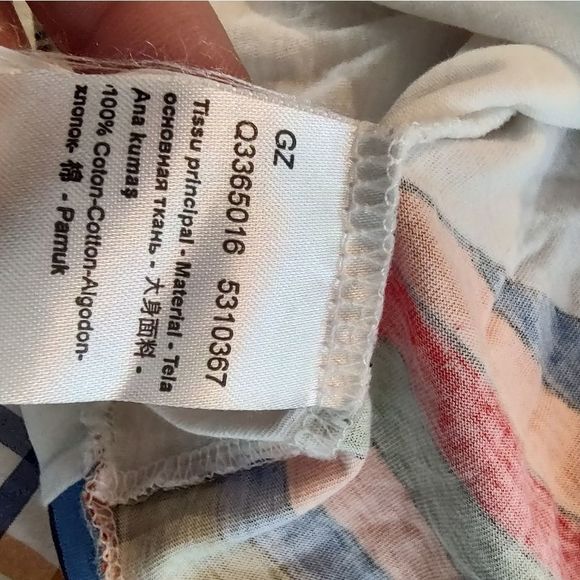 GZ
Q3365016 5310367
Tissu principal - Material - Tela
основная ткань - 大身面料 -
Ana kumaş
100% Coton-Cotton-Algodon-
хлопок- 棉 - Pamuk